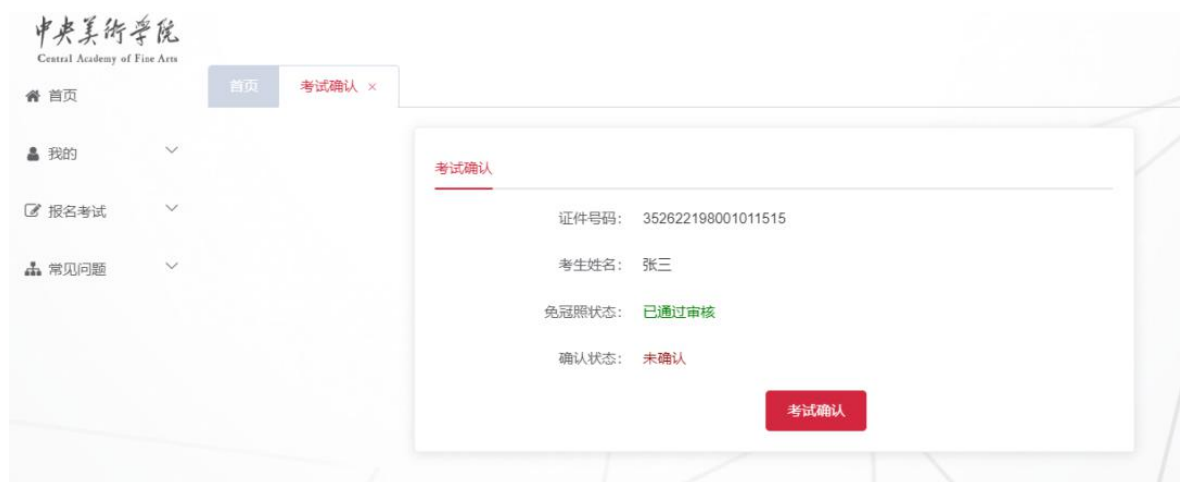 中央美术学院
Central Academy of Fine Arts
首页
考试确认 ×
首页
我的
报名考试
常见问题
考试确认
证件号码: 352622198001011515
考生姓名: 张三
免冠照状态: 已通过审核
确认状态: 未确认
考试确认